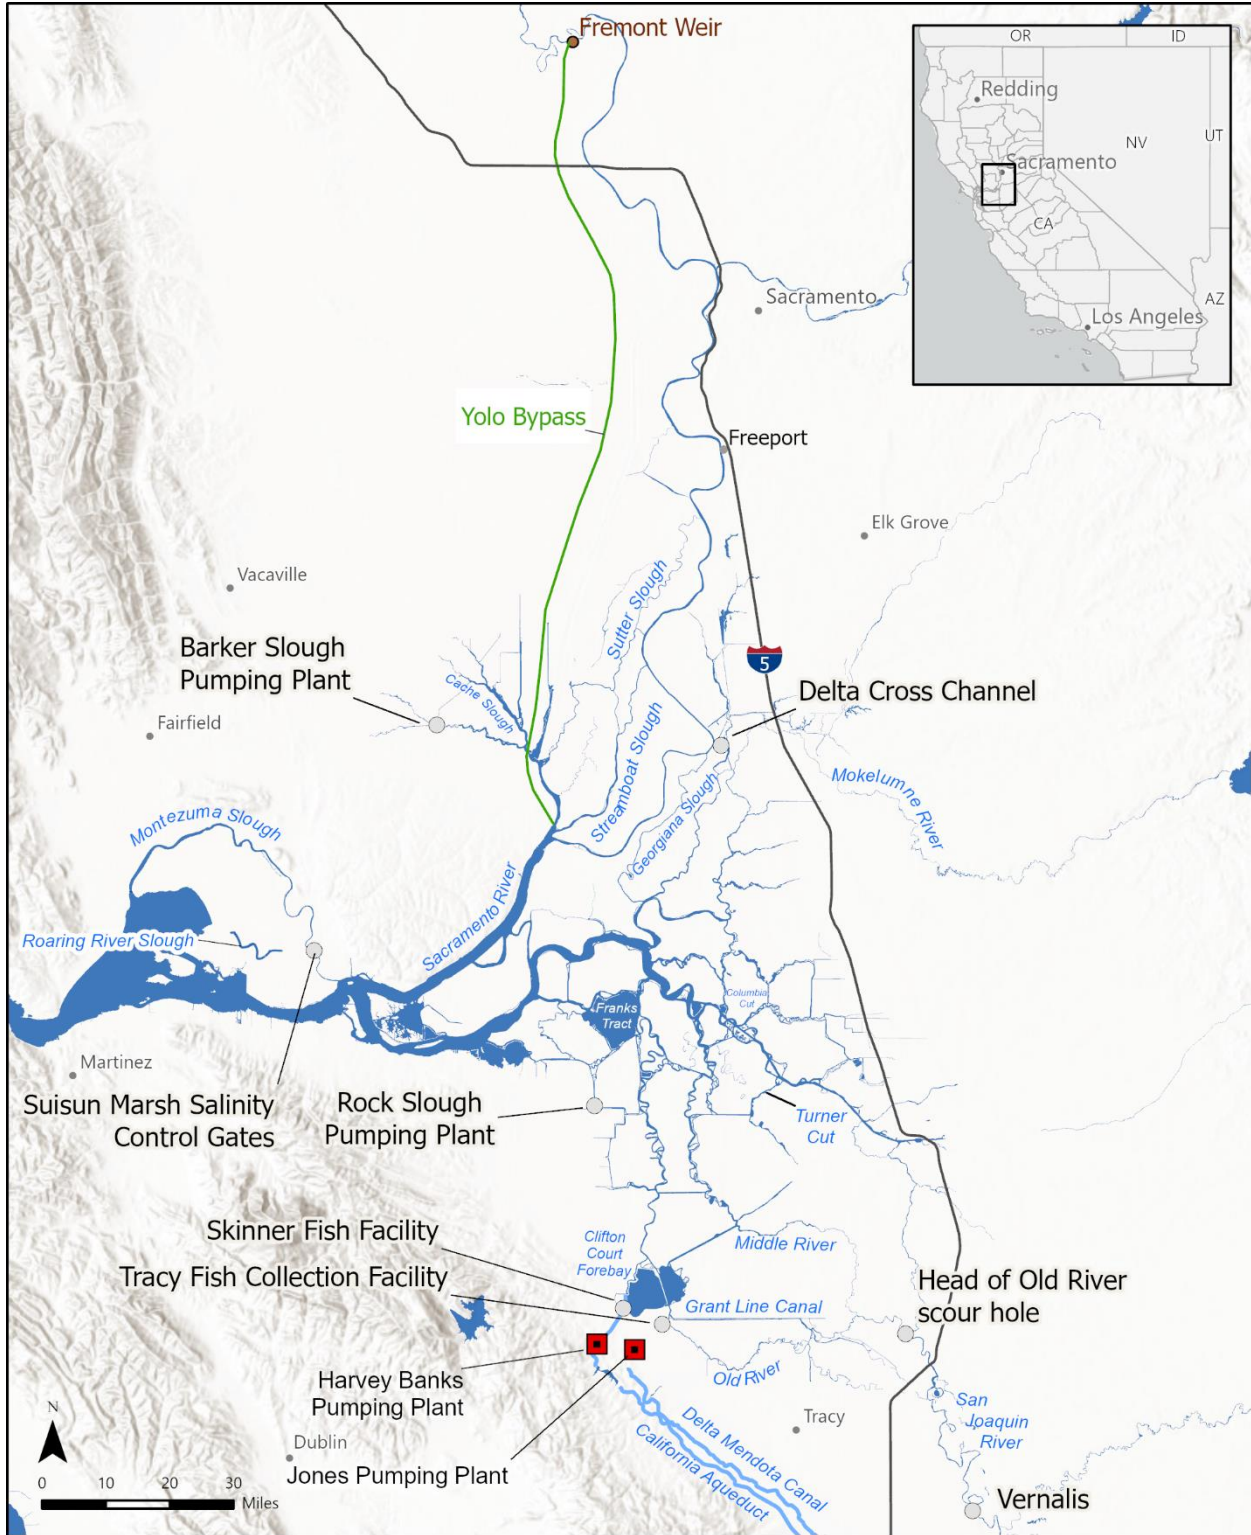 Fremont Weir
OR
ID
Redding
NV
UT
Sacramento
CA
AZ
Los Angeles
Sacramento
Yolo Bypass
Freeport
Elk Grove
Vacaville
Sutter Slough
5
Barker Slough
Pumping Plant
Cache Slough
Delta Cross Channel
Fairfield
Streamboat Slough
Mokelumne
River
Montezuma Slough
Georgiana Slough
Sacramento River
Roaring River Slough
Columbia
Cut
Franks
Tract
Martinez
Suisun Marsh Salinity
Control Gates
Rock Slough
Pumping Plant
Turner
Cut
Skinner Fish Facility
Clifton
Court
Forebay
Middle River
Tracy Fish Collection Facility
Grant Line Canal
Head of Old River
scour hole
Harvey Banks
Pumping Plant
Old River
San
Joaquin
River
Tracy
Delta Mendota Canal
California Aqueduct
N
Dublin
Jones Pumping Plant
0 10 20 30
Miles
Vernalis